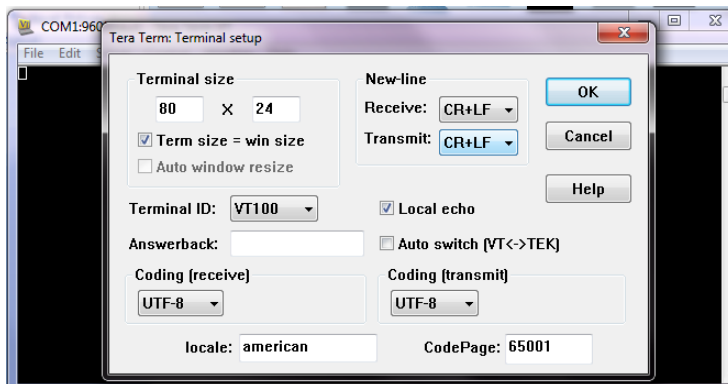 COM1:960
Tera Term: Terminal setup
File Edit
Terminal size
80 X 24
Term size = win size
Auto window resize
New-line
Receive: CR+LF
Transmit: CR+LF
OK
Cancel
Help
Terminal ID: VT100
Local echo
Answerback:
Auto switch (VT<->TEK)
Coding (receive)
UTF-8
Coding (transmit)
UTF-8
locale: american
CodePage: 65001